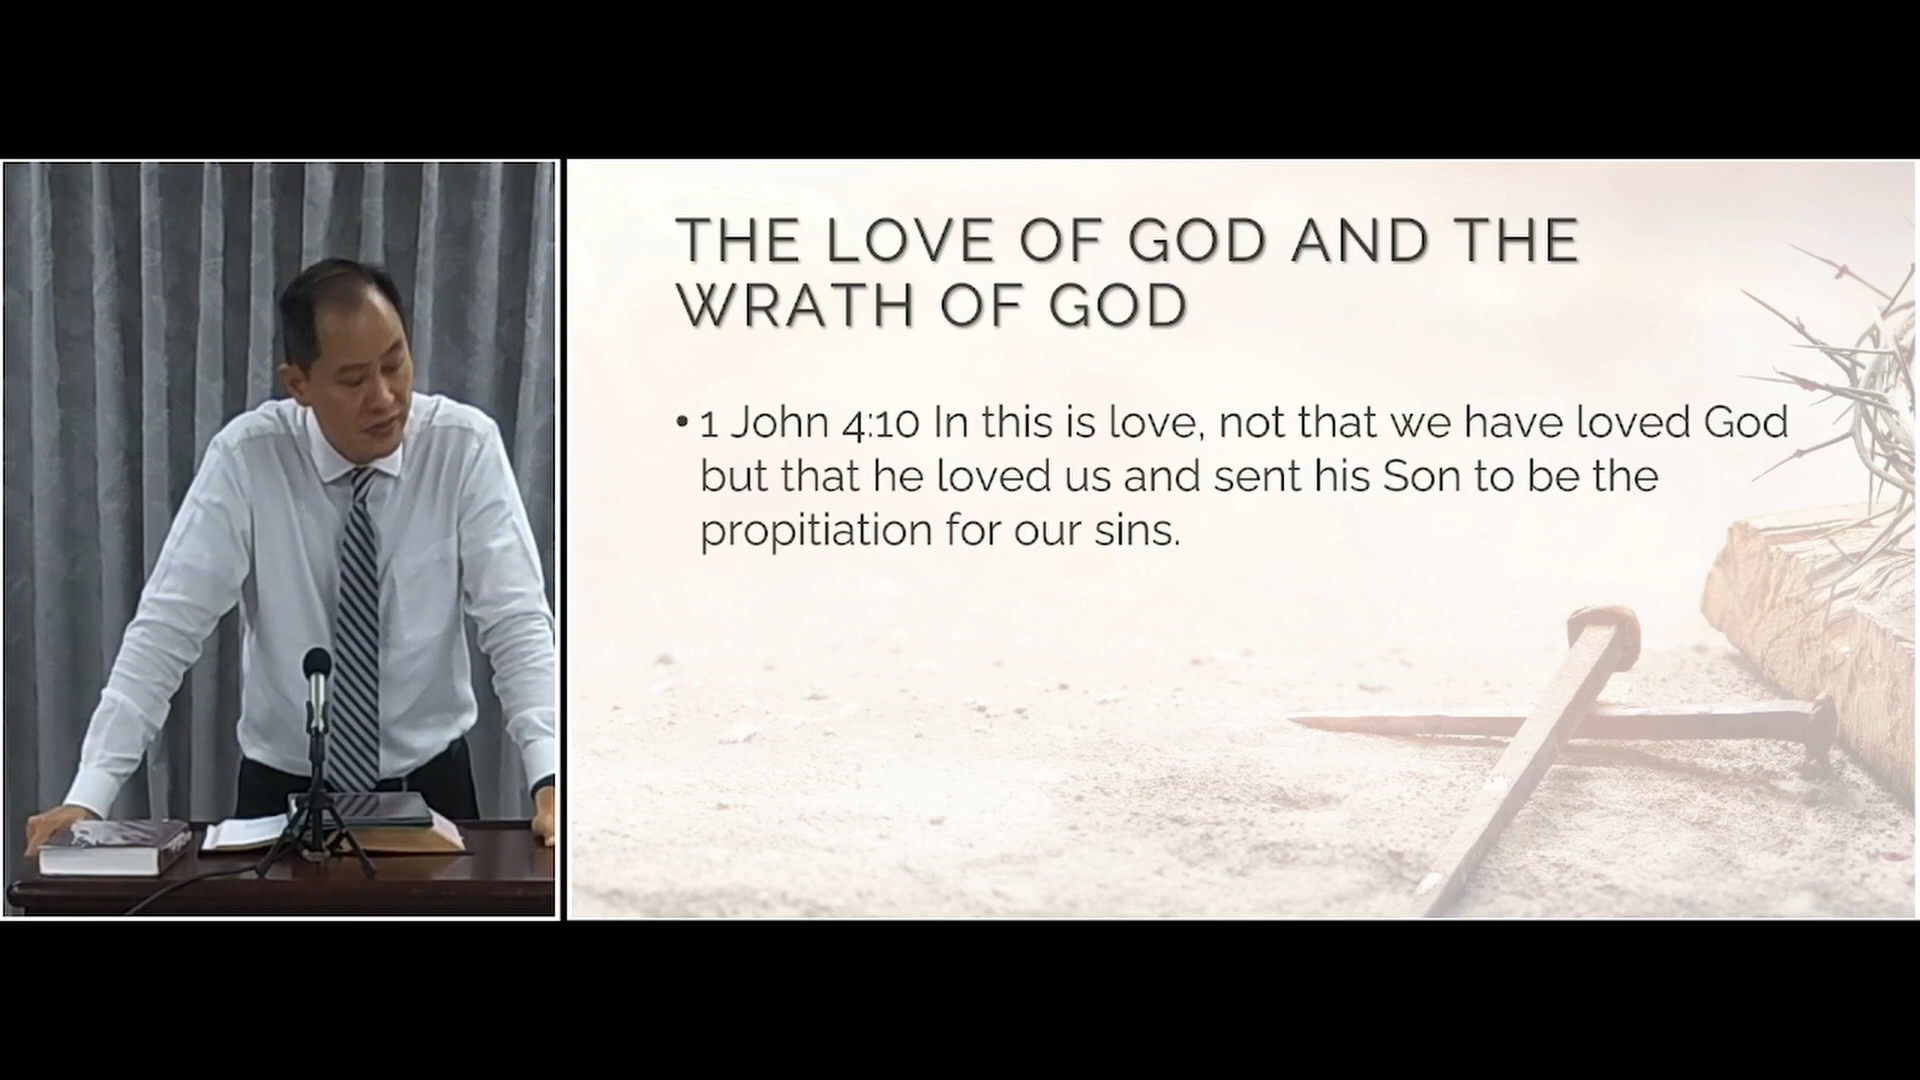 THE LOVE OF GOD AND THE
WRATH OF GOD
• 1 John 4:10 In this is love, not that we have loved God
but that he loved us and sent his Son to be the
propitiation for our sins.